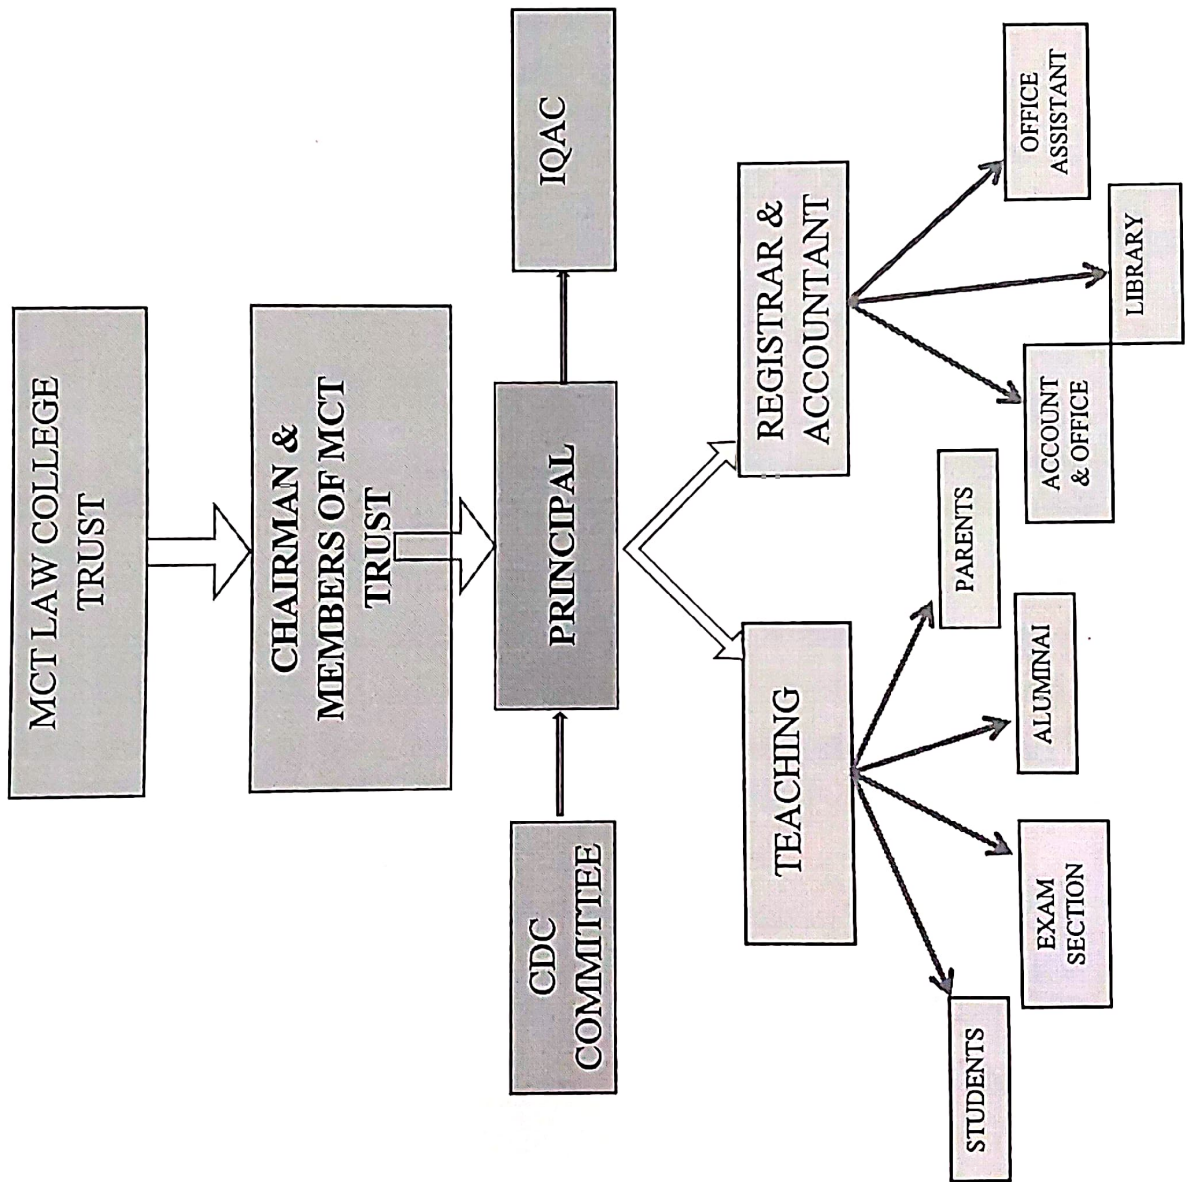 MCT LAW COLLEGE
TRUST
CHAIRMAN &
MEMBERS OF MCT
TRUST
CDC
COMMITTEE
PRINCIPAL
IQAC
TEACHING
REGISTRAR &
ACCOUNTANT
STUDENTS
EXAM
SECTION
ALUMINAI
PARENTS
ACCOUNT
& OFFICE
LIBRARY
OFFICE
ASSISTANT